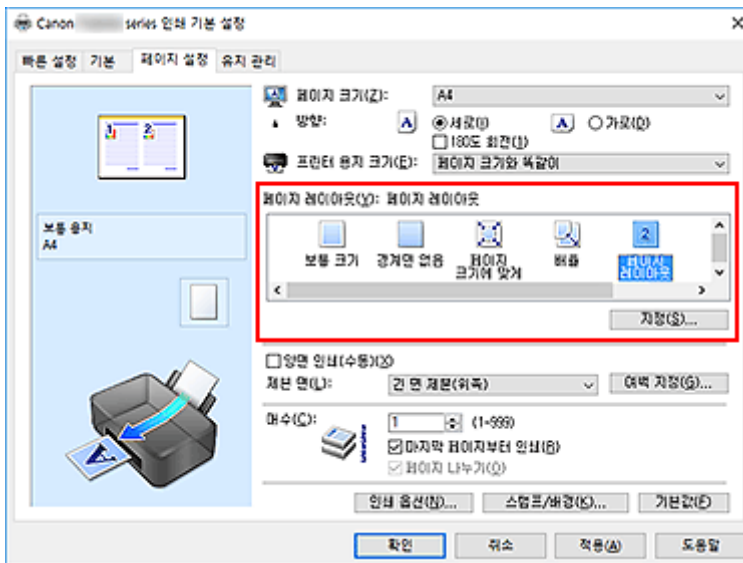 Canon series 인쇄 기본 설정
빠른 설정 기본 페이지 설정 유지 관리
페이지 크기(Z): A4
방향: A 세로(I) A 가로(O)
180도 회전(1)
프린터 용지 크기(E): 페이지 크기와 똑같이
페이지 레이아웃(Y): 페이지 레이아웃
보통 크기 경계면 없음 페이지 크기에 맞게 배율 페이지 레이아웃
지정(S)...
1 2
보통 용지
A4
양면 인쇄(수동)(X)
제본 면(L): 긴 면 제본(위쪽) 여백 지정(G)...
매수(C): 1 (1-999)
마지막 페이지부터 인쇄(R)
페이지 나누기(O)
인쇄 옵션(N)... 스탬프/배경(K)... 기본값(F)
확인 취소 적용(A) 도움말